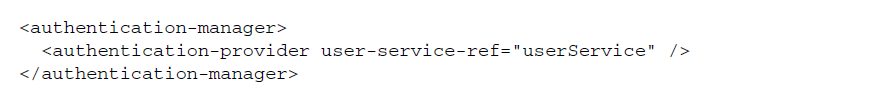 <authentication-manager>
  <authentication-provider user-service-ref="userService" />
</authentication-manager>